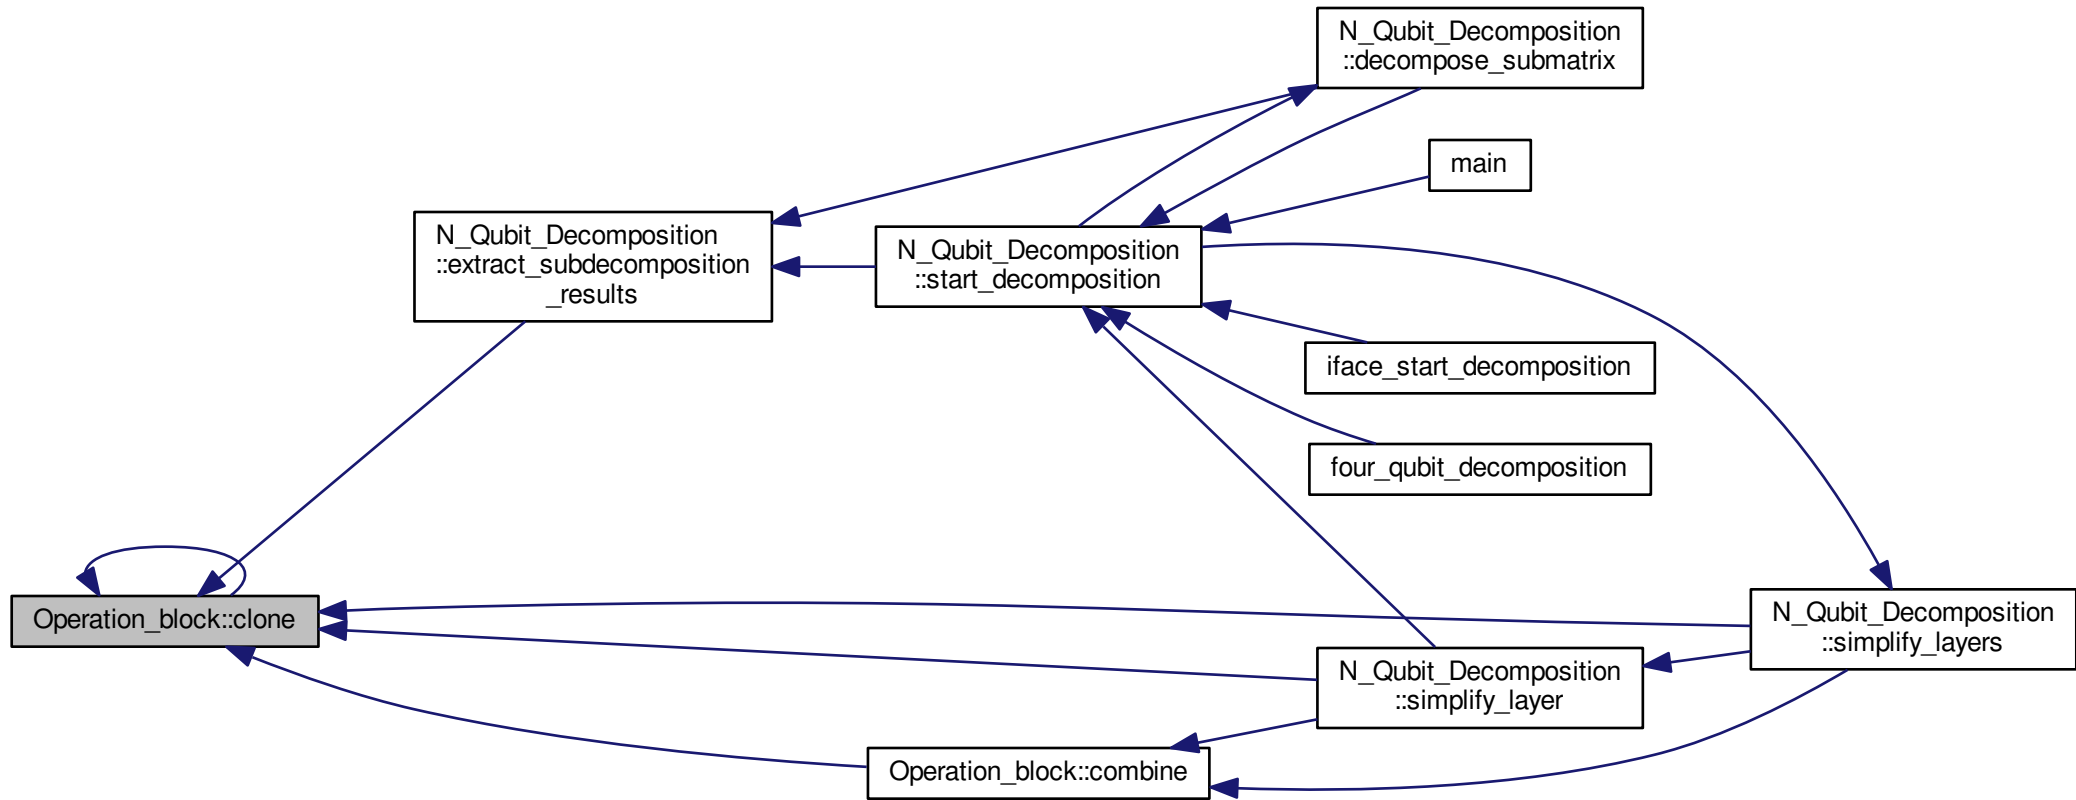 N_Qubit_Decomposition
::decompose_submatrix
main
N_Qubit_Decomposition
::extract_subdecomposition
_results
N_Qubit_Decomposition
::start_decomposition
iface_start_decomposition
four_qubit_decomposition
Operation_block::clone
N_Qubit_Decomposition
::simplify_layers
N_Qubit_Decomposition
::simplify_layer
Operation_block::combine